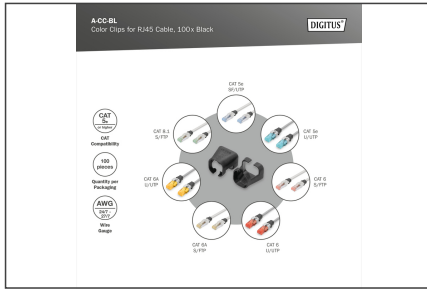 A-CC-BL
Color Clips for RJ45 Cable, 100x Black
DIGITUS®
CAT 5e
SF/UTP
CAT
5e
or higher
CAT
Compatibility
CAT 8.1
S/FTP
CAT 5e
U/UTP
100
pieces
Quantity per
Packaging
CAT 6A
U/UTP
CAT 6
S/FTP
AWG
24/7 -
27/7
Wire
Gauge
CAT 6A
S/FTP
CAT 6
U/UTP